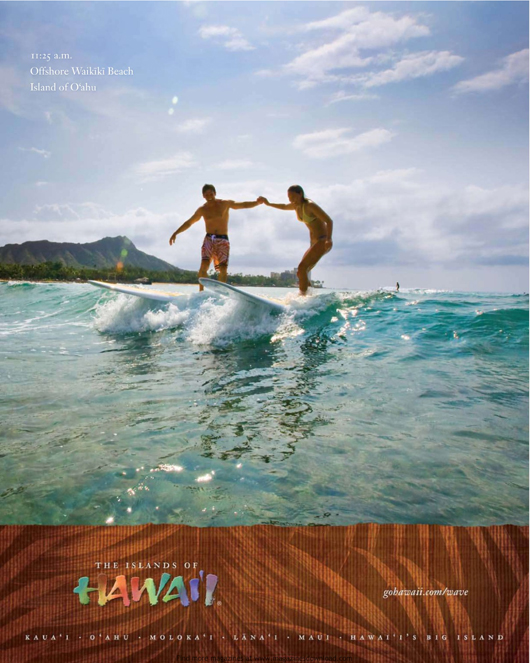 11:25 a.m.
Offshore Waikīkī Beach
Island of O‘ahu
THE ISLANDS OF
HAWAI‘I®
gohawaii.com/wave
KAUA‘I · O‘AHU · MOLOKA‘I · LĀNA‘I · MAUI · HAWAI‘I’S BIG ISLAND